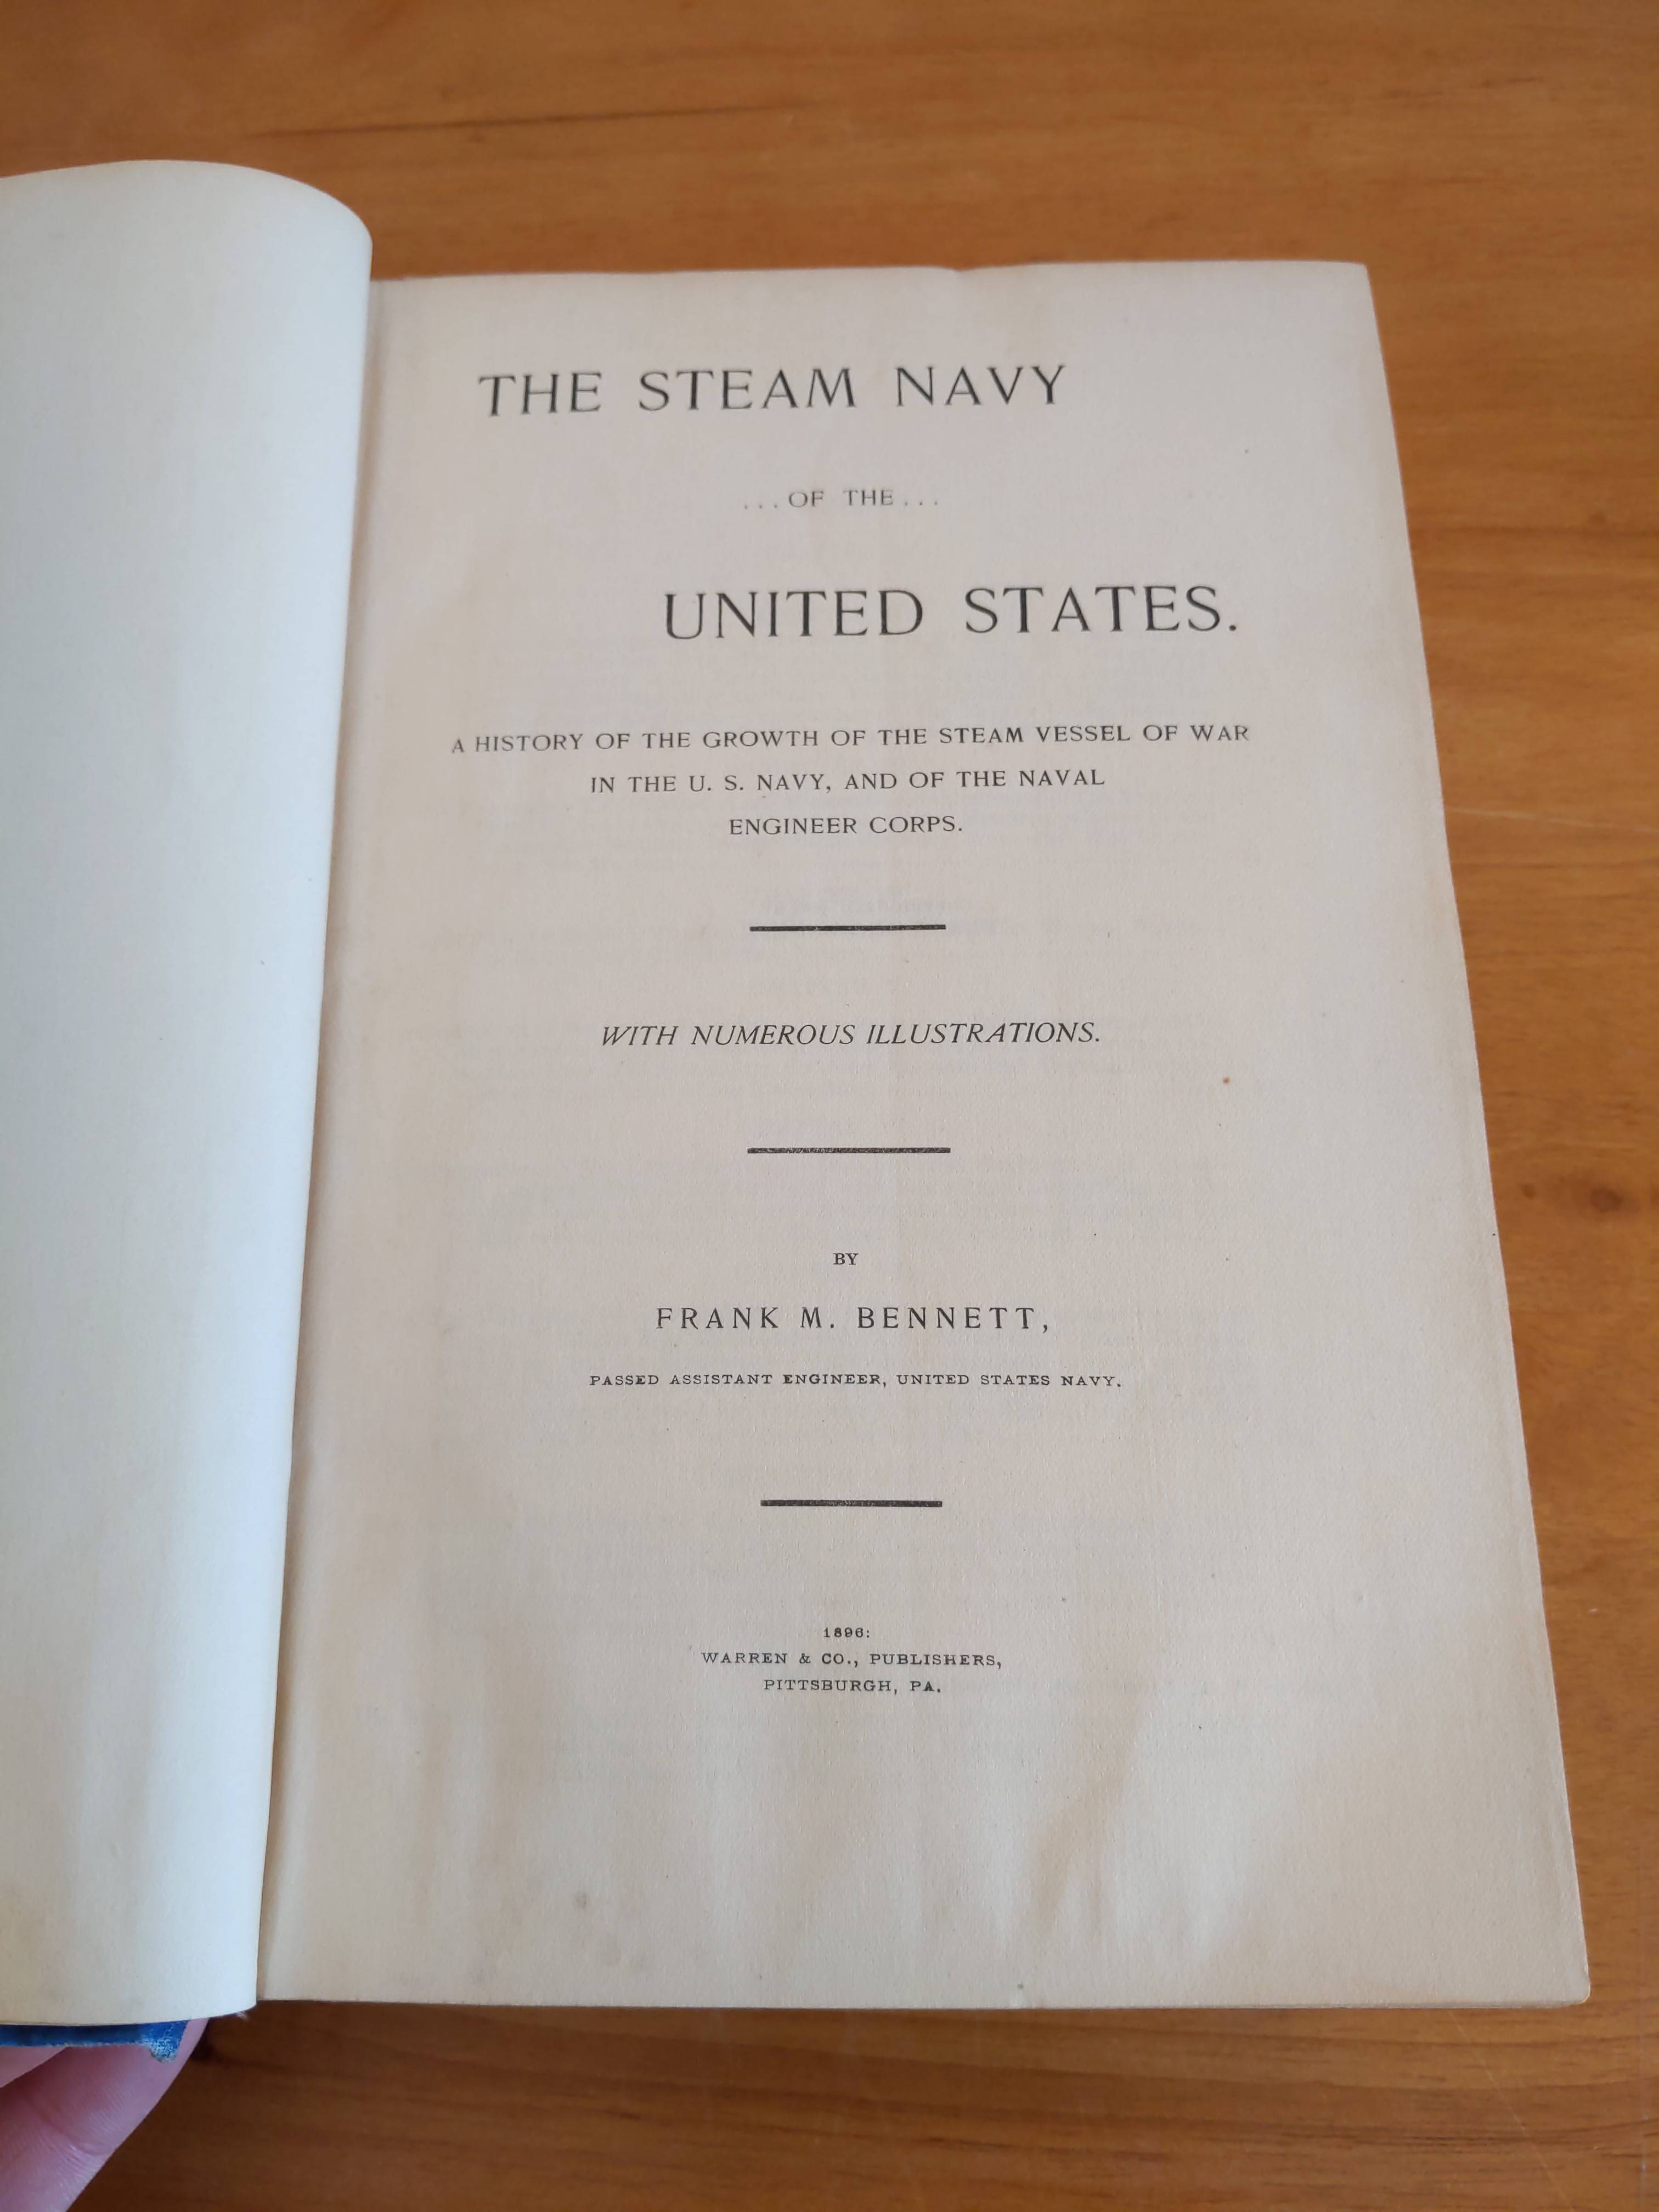 THE STEAM NAVY
...OF THE...
UNITED STATES.
A HISTORY OF THE GROWTH OF THE STEAM VESSEL OF WAR
IN THE U. S. NAVY, AND OF THE NAVAL
ENGINEER CORPS.
WITH NUMEROUS ILLUSTRATIONS.
BY
FRANK M. BENNETT,
PASSED ASSISTANT ENGINEER, UNITED STATES NAVY.
1896:
WARREN & CO., PUBLISHERS,
PITTSBURGH, PA.